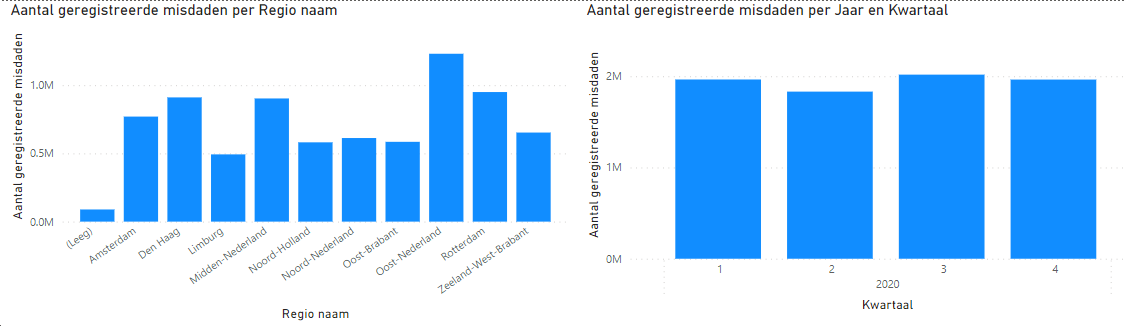 Aantal geregistreerde misdaden per Regio naam
Aantal geregistreerde misdaden
1.0M
0.5M
0.0M
(Leeg)
Amsterdam
Den Haag
Limburg
Midden-Nederland
Noord-Holland
Noord-Nederland
Oost-Brabant
Oost-Nederland
Rotterdam
Zeeland-West-Brabant
Regio naam
Aantal geregistreerde misdaden per Jaar en Kwartaal
Aantal geregistreerde misdaden
2M
1M
0M
1 2 3 4
2020
Kwartaal